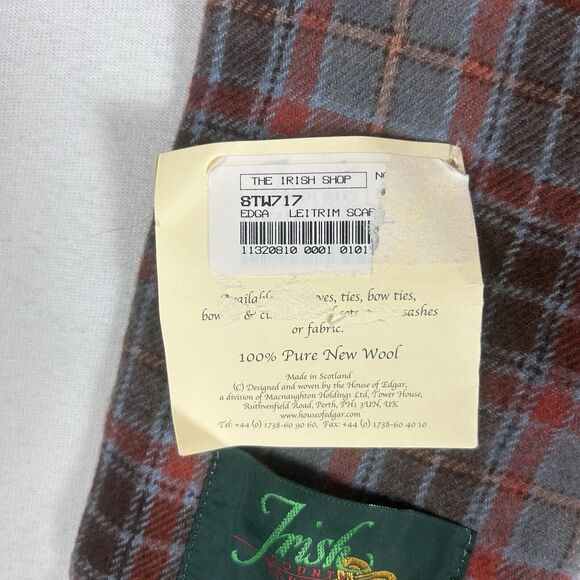 THE IRISH SHOP
8TW717
EDGA LEITRIM SCAR
11320810 0001 0101
ties, bow ties,
&
sashes
or fabric.
100% Pure New Wool
Made in Scotland
(C) Designed and woven by the House of Edgar,
a division of Macnaughton Holdings Ltd, Tower House,
Ruthvenfield Road, Perth, PH1 3UN, UK
www.houseofedgar.com
Tel: +44 (0) 1738-60 90 60, Fax: +44 (0) 1738-60 40 10
Irish